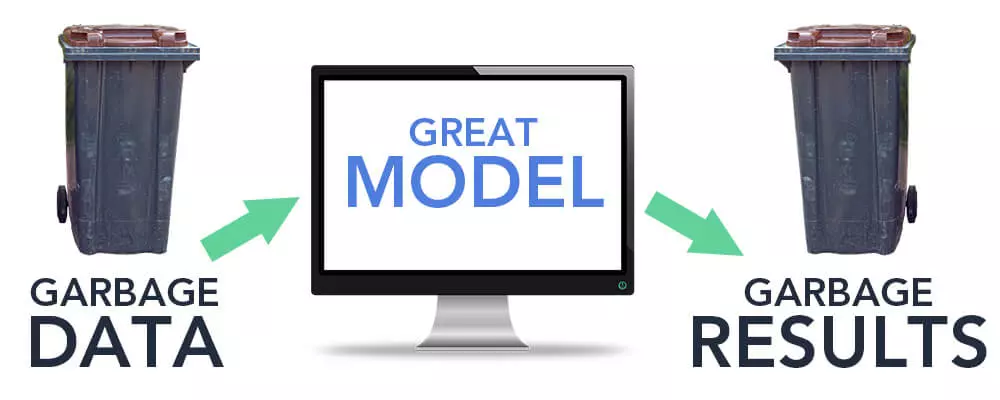 GREAT
MODEL
GARBAGE
DATA
GARBAGE
RESULTS